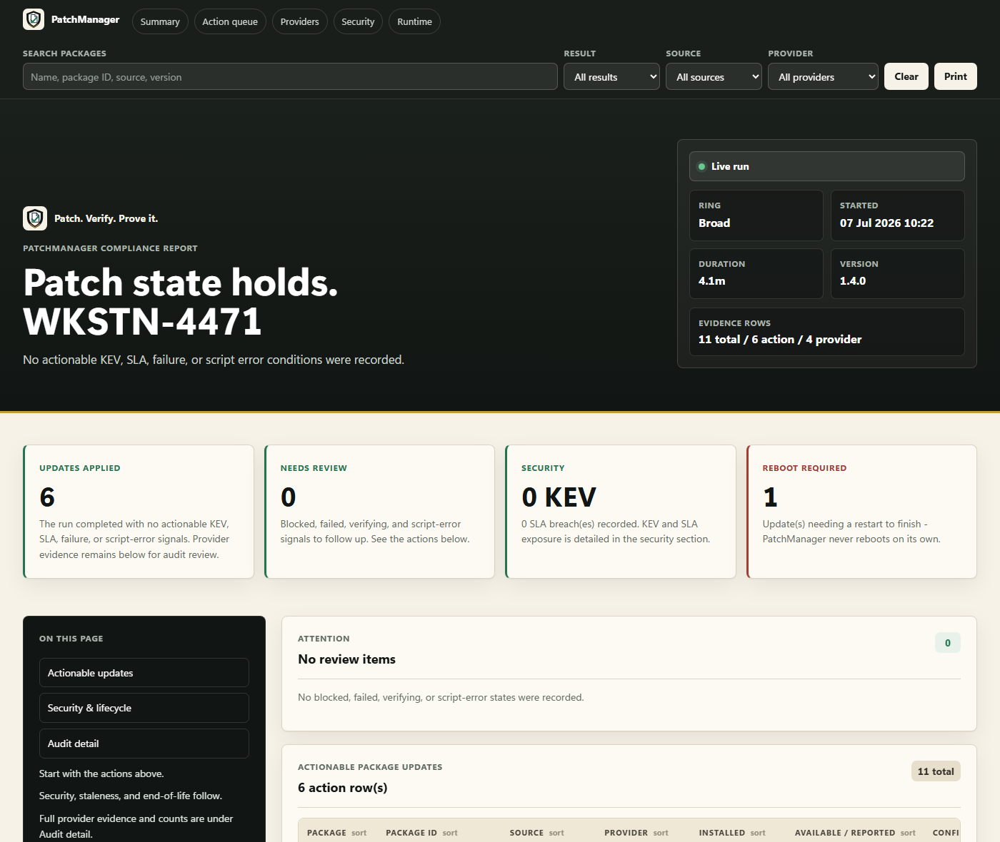 PatchManager
Summary
Action queue
Providers
Security
Runtime
SEARCH PACKAGES
RESULT
SOURCE
PROVIDER
Name, package ID, source, version
All results
All sources
All providers
Clear
Print
Live run
RING
Broad
STARTED
07 Jul 2026 10:22
DURATION
4.1m
VERSION
1.4.0
EVIDENCE ROWS
11 total / 6 action / 4 provider
Patch. Verify. Prove it.
PATCHMANAGER COMPLIANCE REPORT
Patch state holds.
WKSTN-4471
No actionable KEV, SLA, failure, or script error conditions were recorded.
UPDATES APPLIED
6
The run completed with no actionable KEV,
SLA, failure, or script-error signals. Provider
evidence remains below for audit review.
NEEDS REVIEW
0
Blocked, failed, verifying, and script-error
signals to follow up. See the actions below.
SECURITY
0 KEV
0 SLA breach(es) recorded. KEV and SLA
exposure is detailed in the security section.
REBOOT REQUIRED
1
Update(s) needing a restart to finish -
PatchManager never reboots on its own.
ON THIS PAGE
Actionable updates
Security & lifecycle
Audit detail
Start with the actions above.
Security, staleness, and end-of-life follow.
Full provider evidence and counts are under
Audit detail.
ATTENTION
No review items
0
No blocked, failed, verifying, or script-error states were recorded.
ACTIONABLE PACKAGE UPDATES
6 action row(s)
11 total
PACKAGE sort
PACKAGE ID sort
SOURCE sort
PROVIDER sort
INSTALLED sort
AVAILABLE / REPORTED sort
CONFI